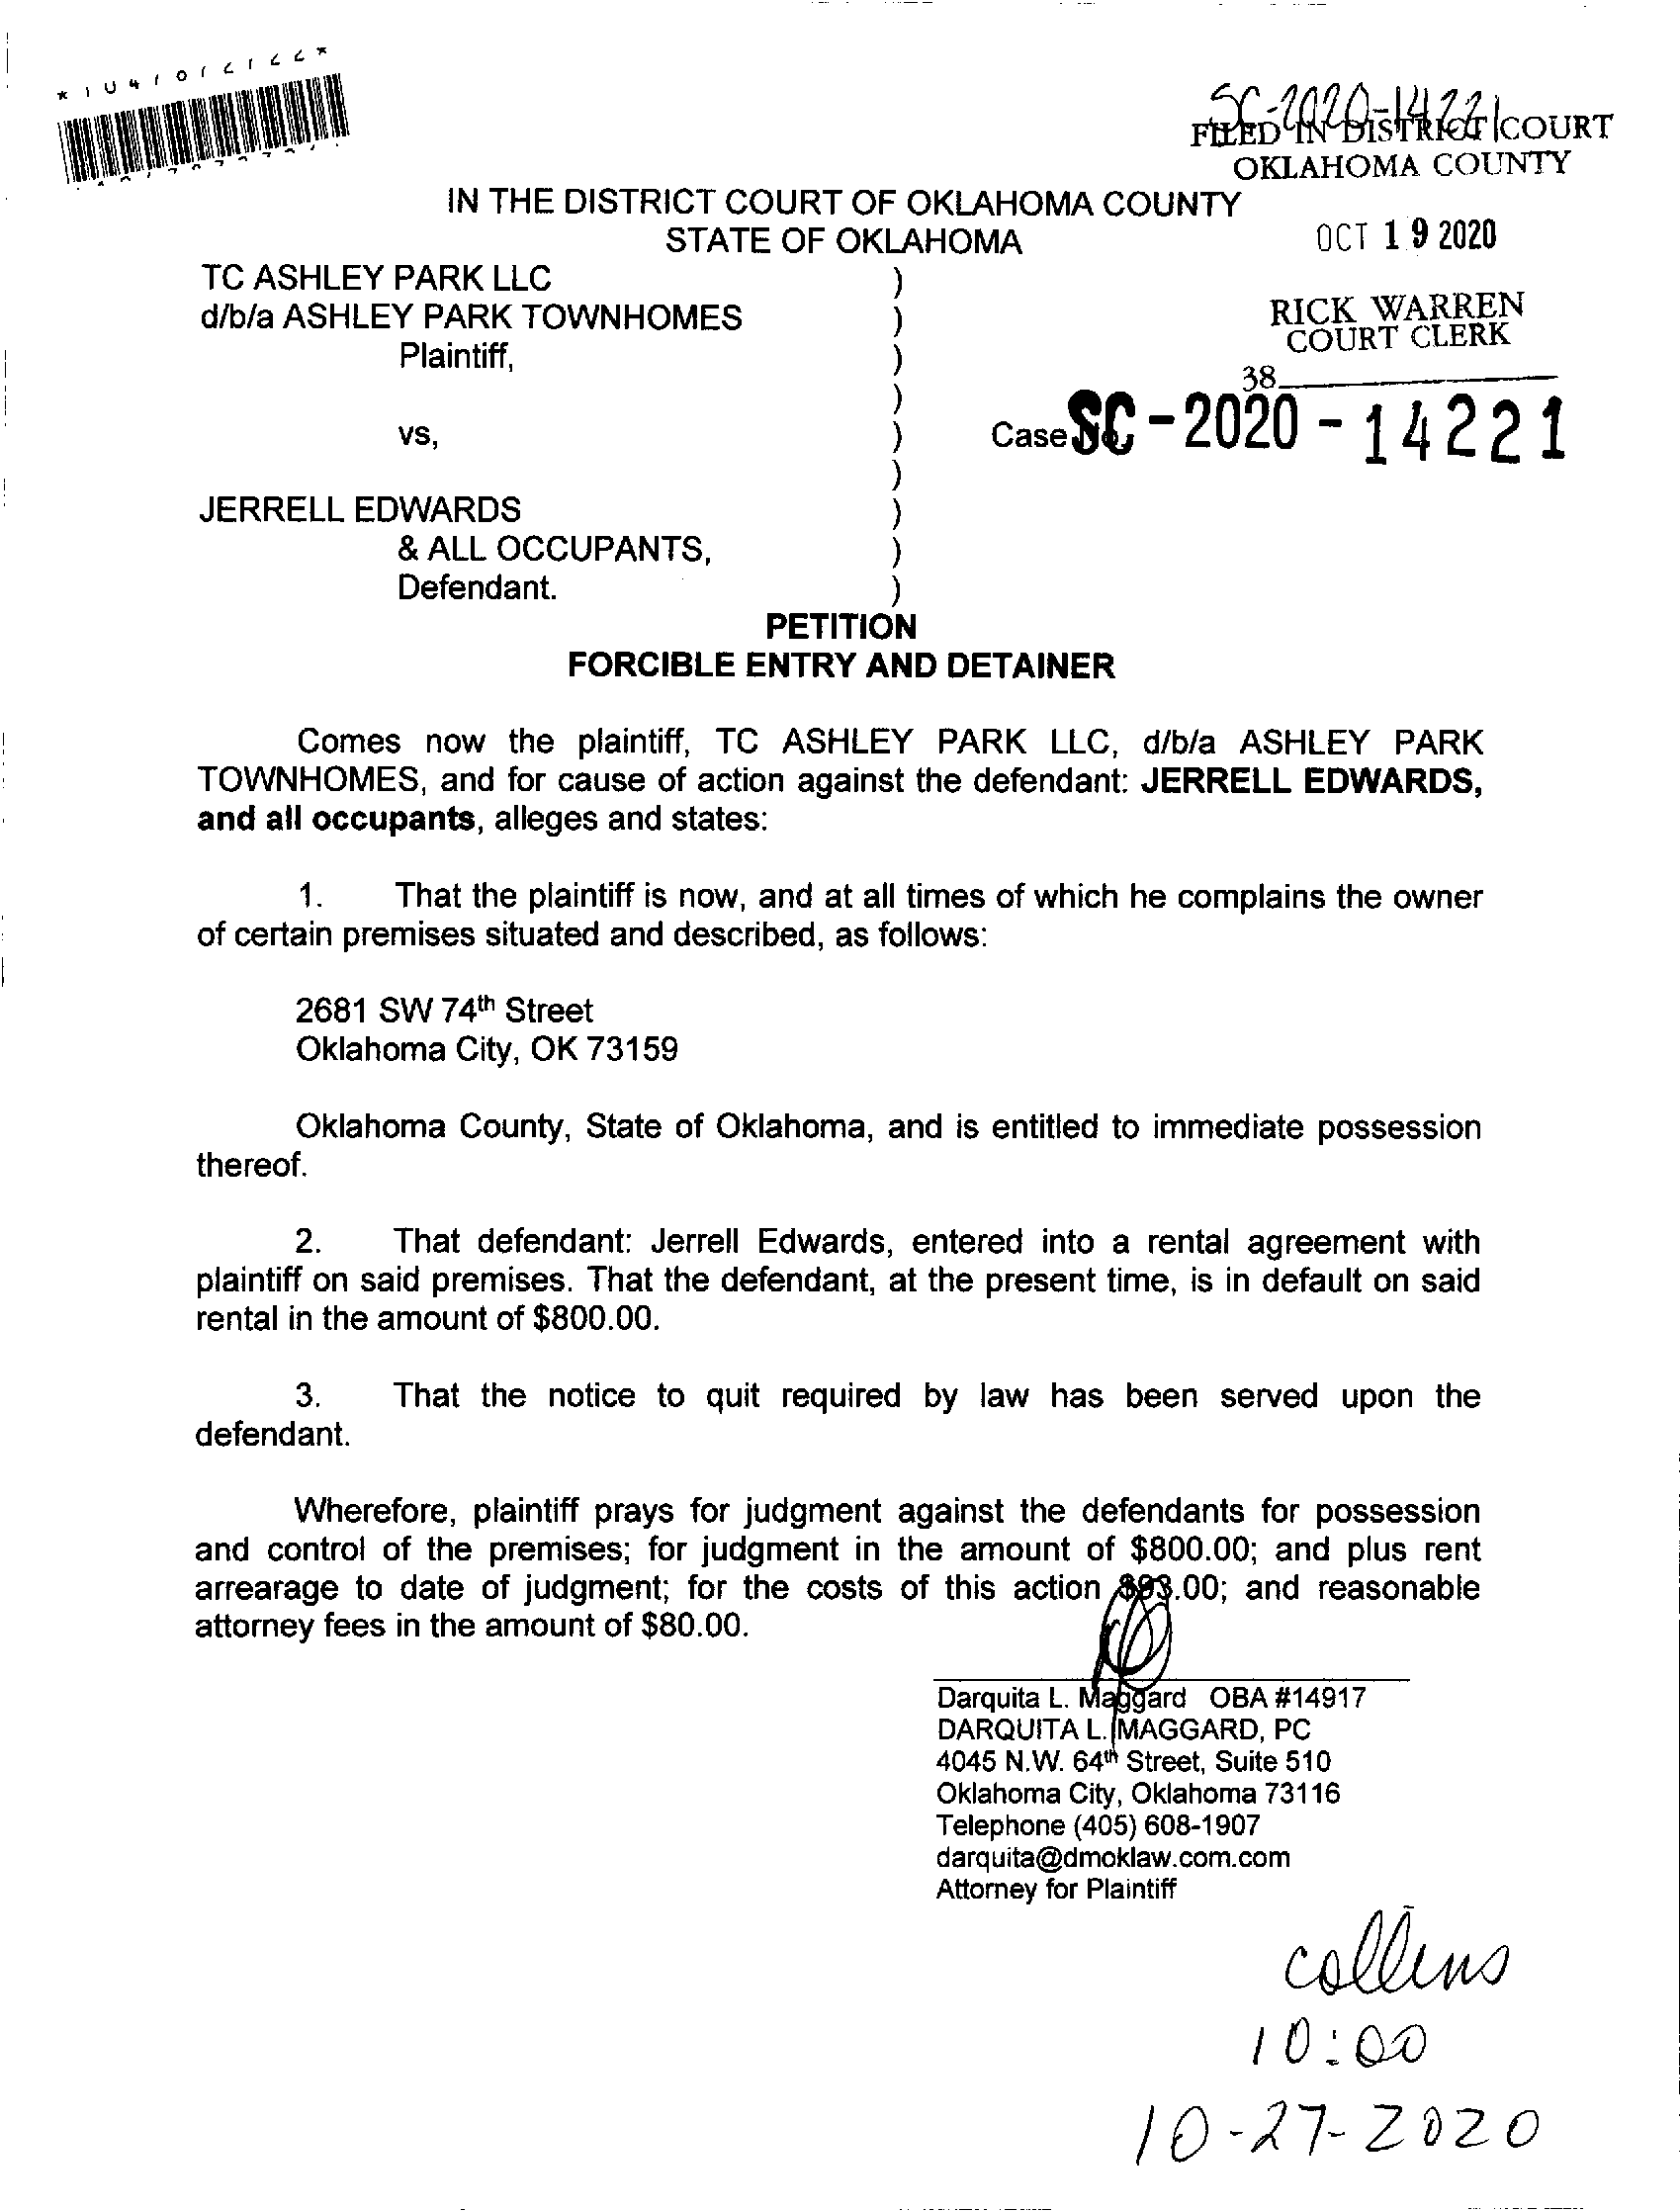 SC-2020-14221
FILED IN DISTRICT COURT
OKLAHOMA COUNTY
IN THE DISTRICT COURT OF OKLAHOMA COUNTY
STATE OF OKLAHOMA
OCT 19 2020
TC ASHLEY PARK LLC )
d/b/a ASHLEY PARK TOWNHOMES )
Plaintiff, )
RICK WARREN
COURT CLERK
38
)
vs, )
Case No. SC-2020-14221
)
JERRELL EDWARDS )
& ALL OCCUPANTS, )
Defendant. )
PETITION
FORCIBLE ENTRY AND DETAINER
Comes now the plaintiff, TC ASHLEY PARK LLC, d/b/a ASHLEY PARK
TOWNHOMES, and for cause of action against the defendant: JERRELL EDWARDS,
and all occupants, alleges and states:
1. That the plaintiff is now, and at all times of which he complains the owner
of certain premises situated and described, as follows:
2681 SW 74th Street
Oklahoma City, OK 73159
Oklahoma County, State of Oklahoma, and is entitled to immediate possession
thereof.
2. That defendant: Jerrell Edwards, entered into a rental agreement with
plaintiff on said premises. That the defendant, at the present time, is in default on said
rental in the amount of $800.00.
3. That the notice to quit required by law has been served upon the
defendant.
Wherefore, plaintiff prays for judgment against the defendants for possession
and control of the premises; for judgment in the amount of $800.00; and plus rent
arrearage to date of judgment; for the costs of this action $93.00; and reasonable
attorney fees in the amount of $80.00.
Darquita L. Maggard OBA #14917
DARQUITA L. MAGGARD, PC
4045 N.W. 64th Street, Suite 510
Oklahoma City, Oklahoma 73116
Telephone (405) 608-1907
darquita@dmoklaw.com.com
Attorney for Plaintiff
collins
10:00
10-27-2020